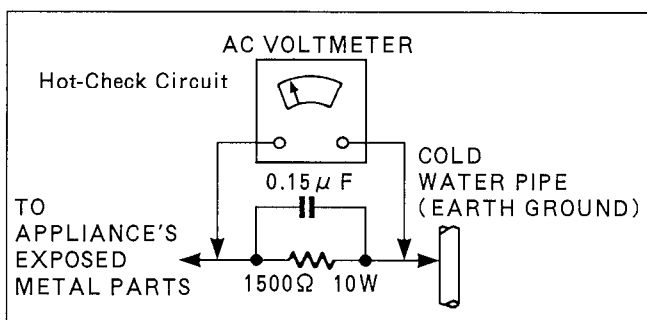 AC VOLTMETER
Hot-Check Circuit
0.15μF
COLD
WATER PIPE
(EARTH GROUND)
TO
APPLIANCE'S
EXPOSED
METAL PARTS
1500Ω 10W